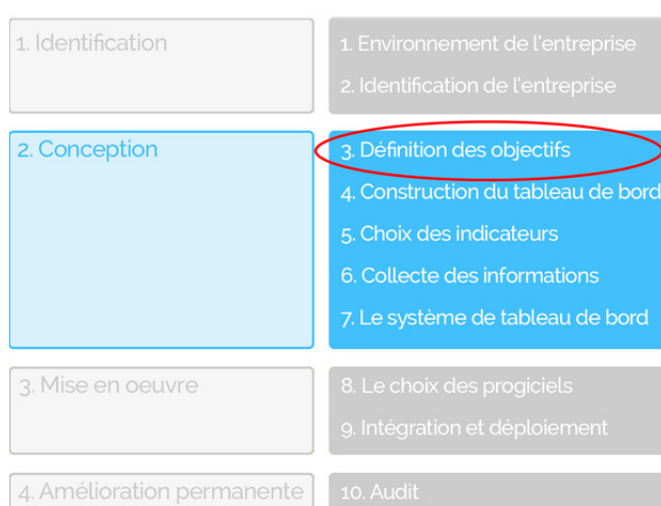 1. Identification
1. Environnement de l'entreprise
2. Identification de l'entreprise
2. Conception
3. Définition des objectifs
4. Construction du tableau de bord
5. Choix des indicateurs
6. Collecte des informations
7. Le système de tableau de bord
3. Mise en oeuvre
8. Le choix des progiciels
9. Intégration et déploiement
4. Amélioration permanente
10. Audit